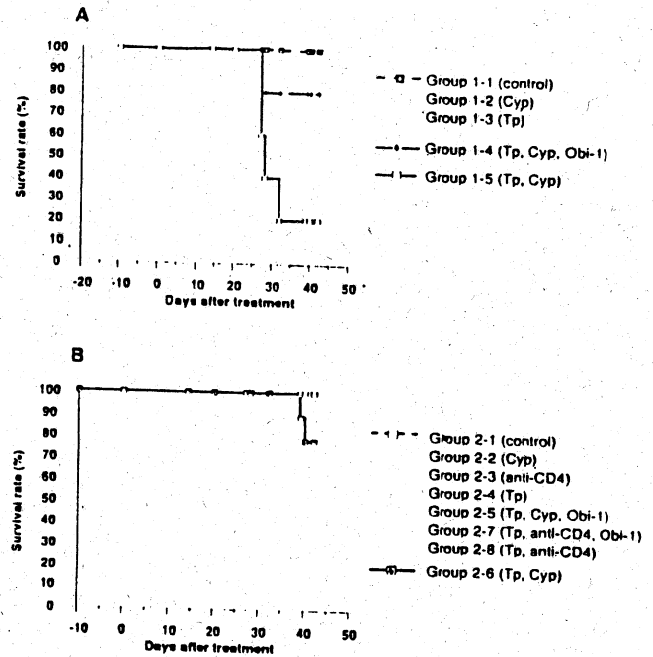 A
100
90
80
70
60
50
40
30
20
10
0
Survival rate (%)
-20 -10 0 10 20 30 40 50
Days after treatment
Group 1-1 (control)
Group 1-2 (Cyp)
Group 1-3 (Tp)
Group 1-4 (Tp, Cyp, Obi-1)
Group 1-5 (Tp, Cyp)
B
100
90
80
70
60
50
40
30
20
10
0
Survival rate (%)
-10 0 10 20 30 40 50
Days after treatment
Group 2-1 (control)
Group 2-2 (Cyp)
Group 2-3 (anti-CD4)
Group 2-4 (Tp)
Group 2-5 (Tp, Cyp, Obi-1)
Group 2-7 (Tp, anti-CD4, Obi-1)
Group 2-8 (Tp, anti-CD4)
Group 2-6 (Tp, Cyp)